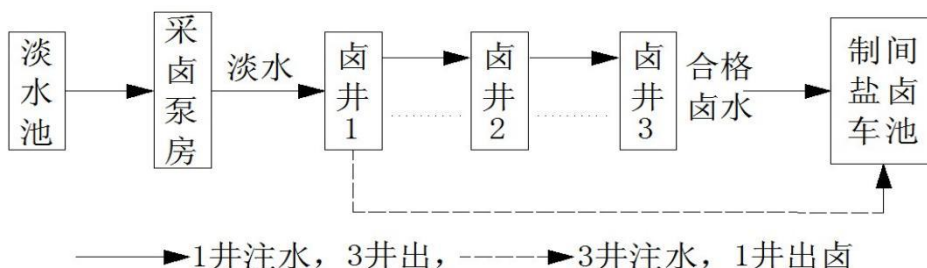 淡水池
采卤泵房
淡水
卤井1
卤井2
卤井3
合格
卤水
制盐车
间卤池
1井注水，3井出，
3井注水，1井出卤